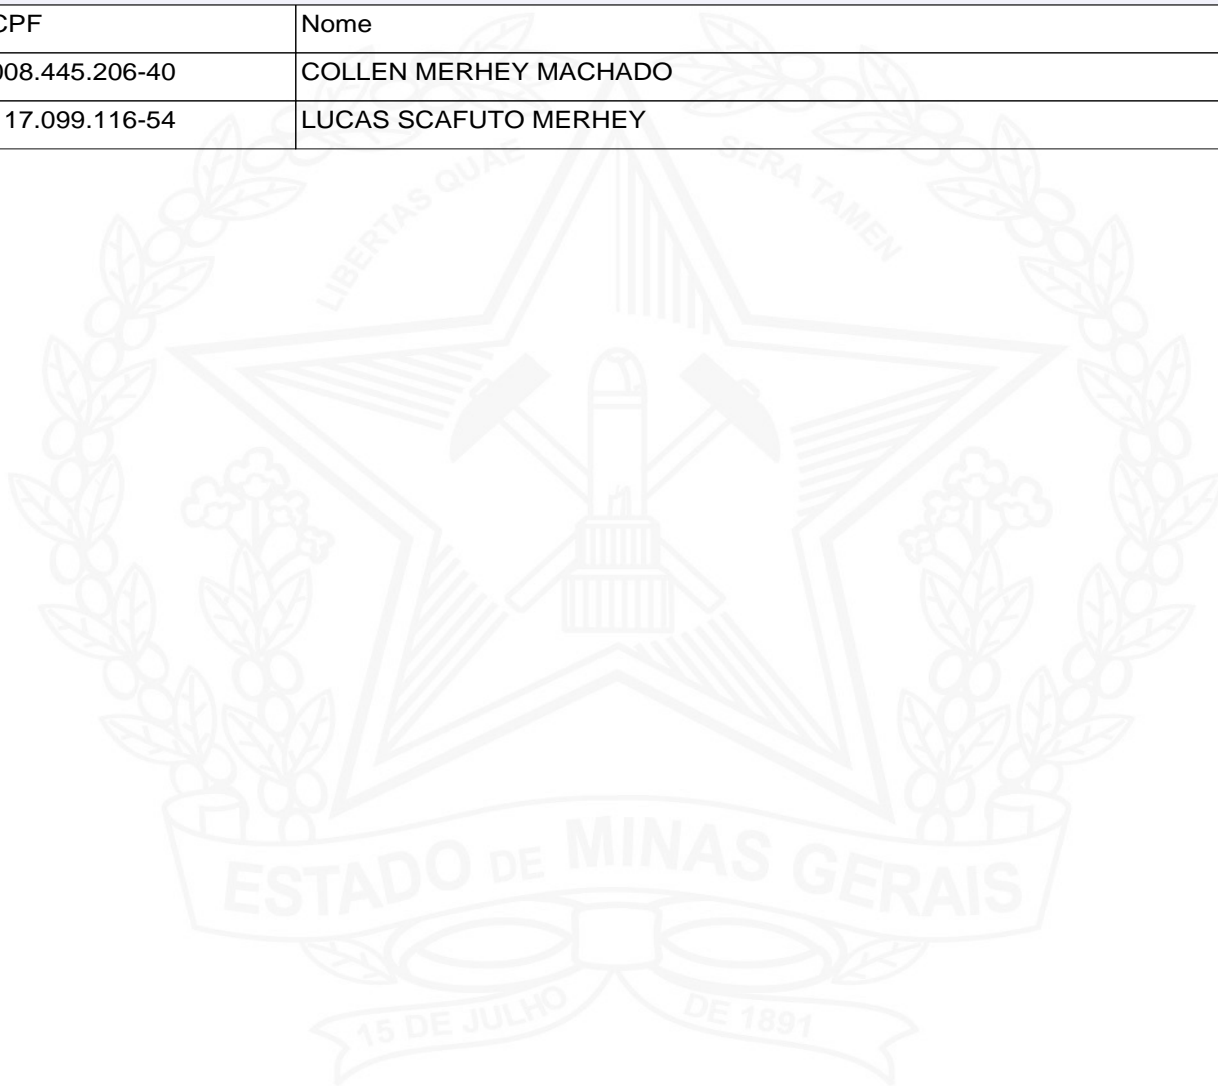 CPF Nome
008.445.206-40 COLLEN MERHEY MACHADO
17.099.116-54 LUCAS SCAFUTO MERHEY
LIBERTAS QUAE SERA TAMEN
ESTADO DE MINAS GERAIS
15 DE JULHO DE 1891